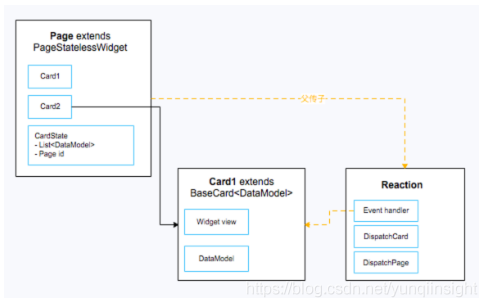 Page extends
PageStatelessWidget
Card1
Card2
CardState
- List<DataModel>
- Page id
父传子
Card1 extends
BaseCard<DataModel>
Widget view
DataModel
Reaction
Event handler
DispatchCard
DispatchPage
https://blog.csdn.net/yunqiinsight